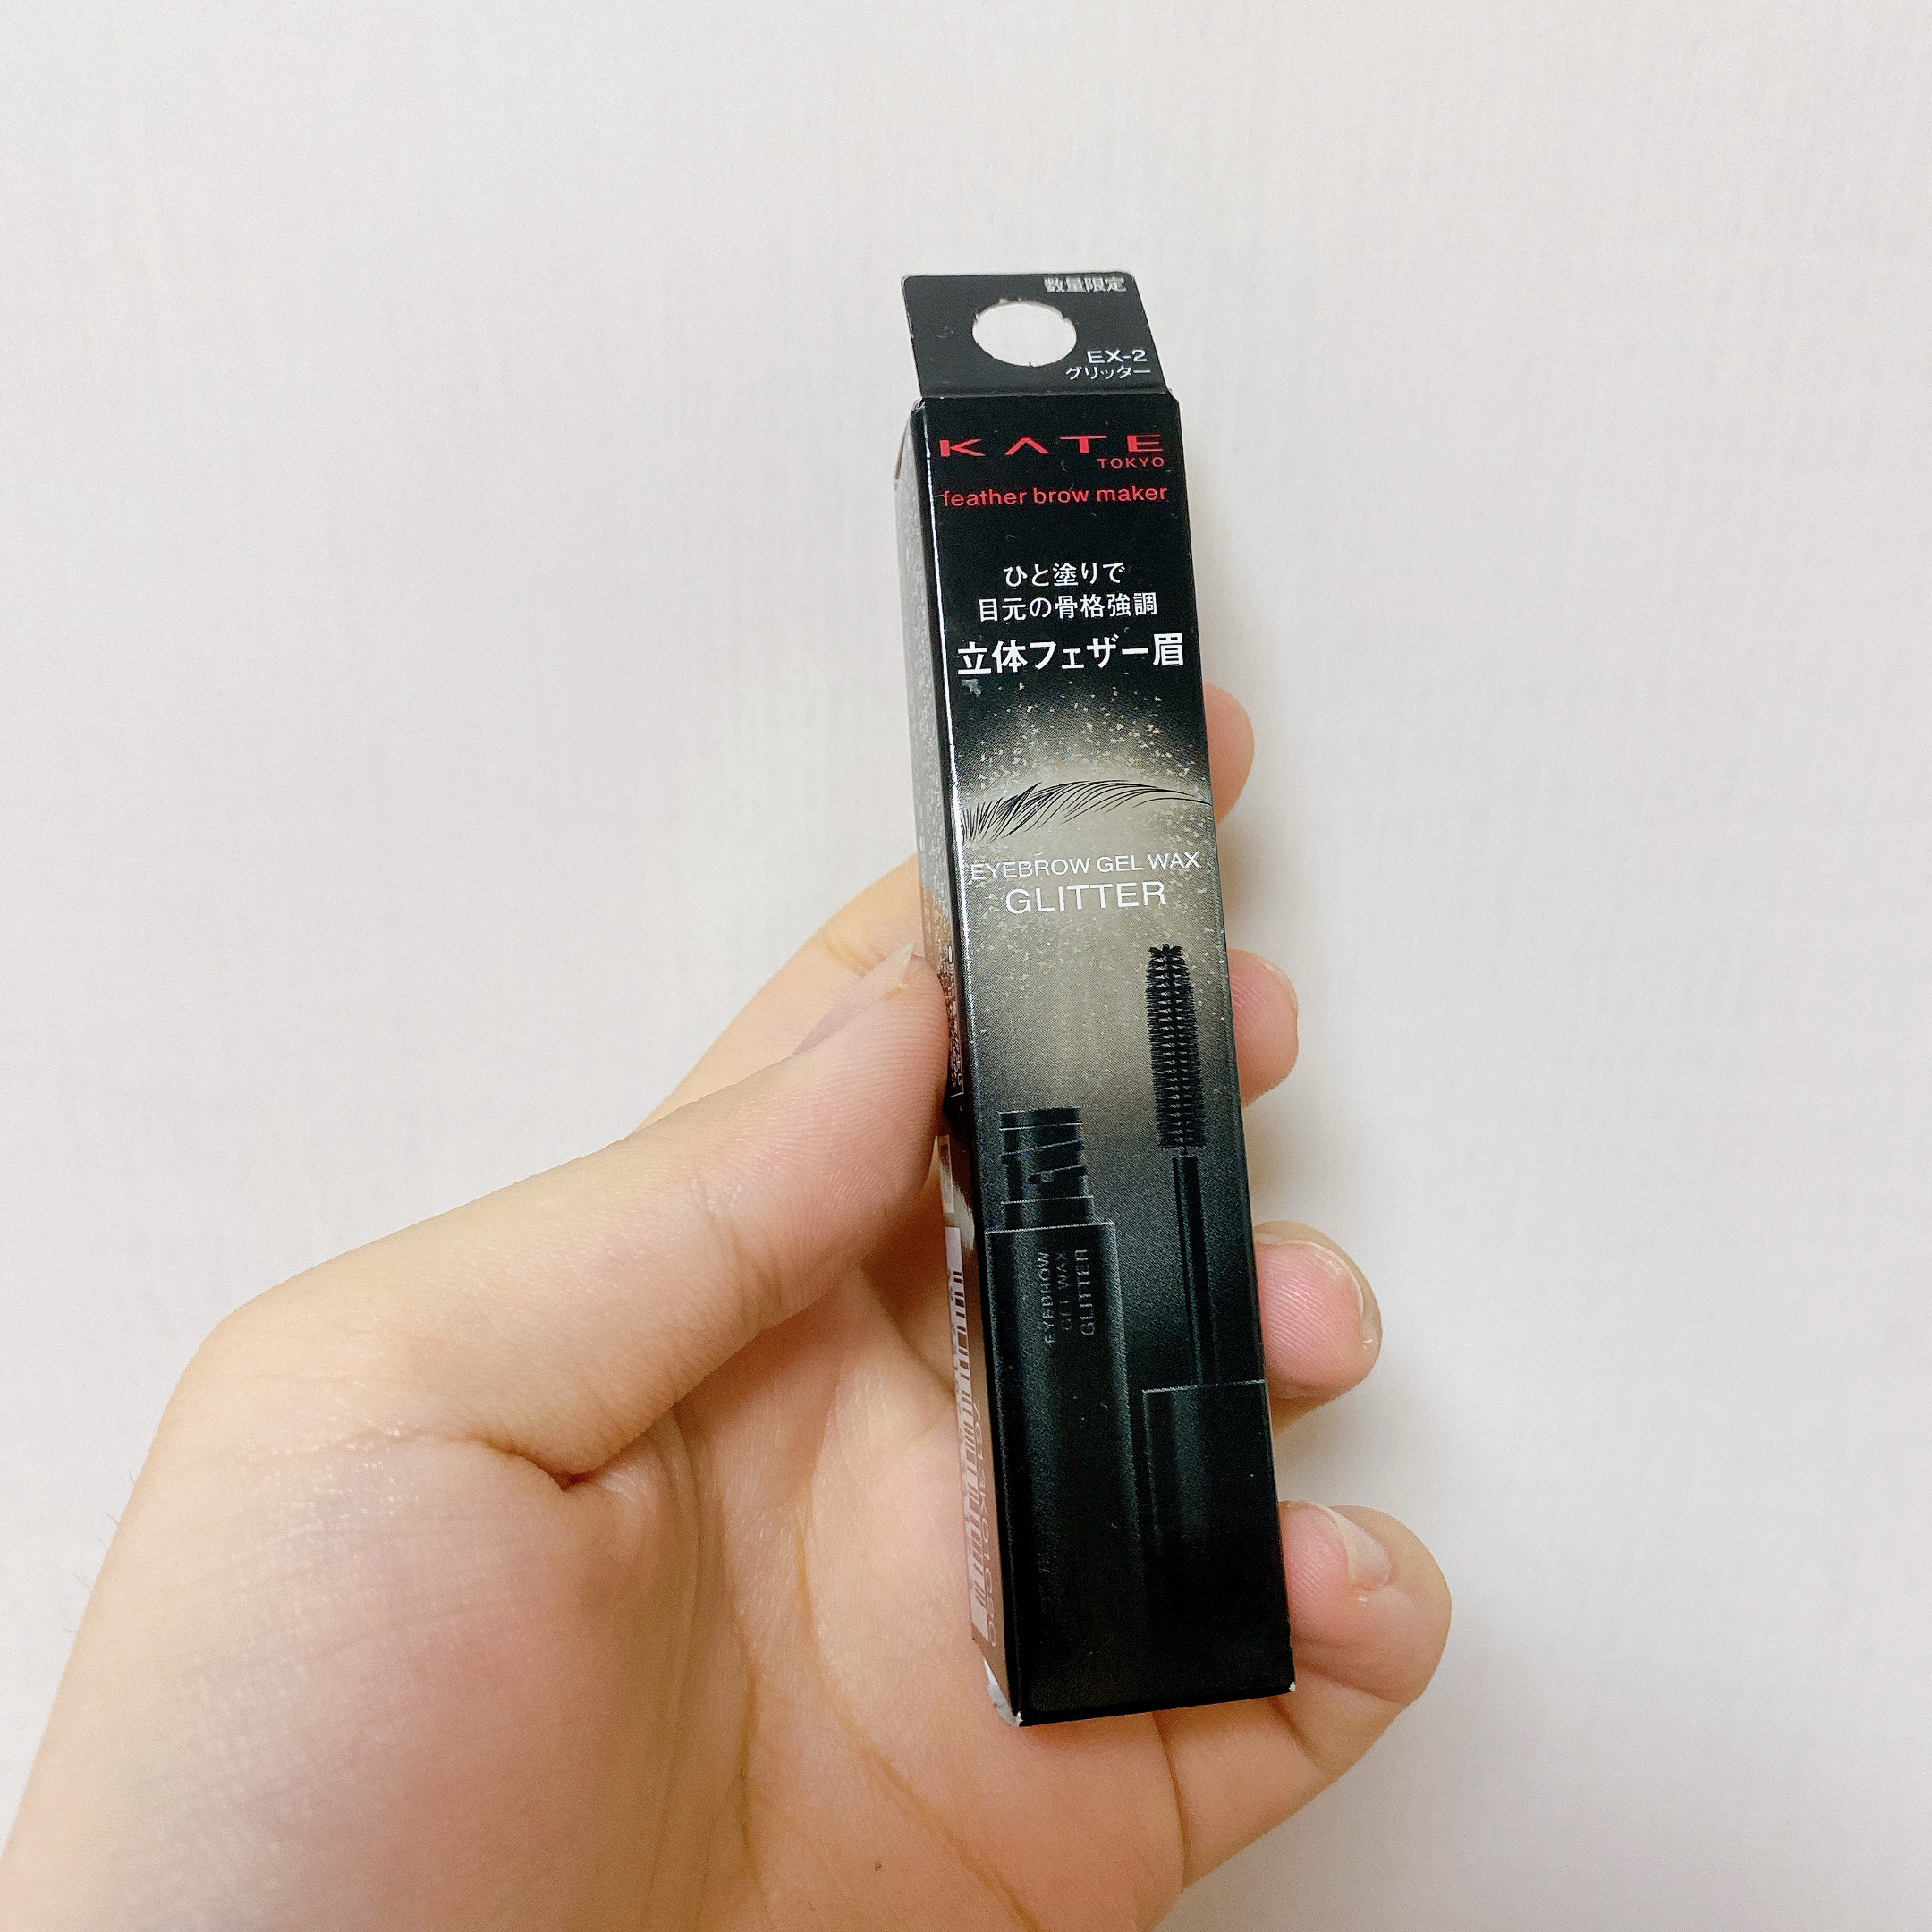 数量限定
EX-2
グリッター
KATE
TOKYO
feather brow maker
ひと塗りで
目元の骨格強調
立体フェザー眉
EYEBROW GEL WAX
GLITTER
EYEBROW
GEL WAX
GLITTER